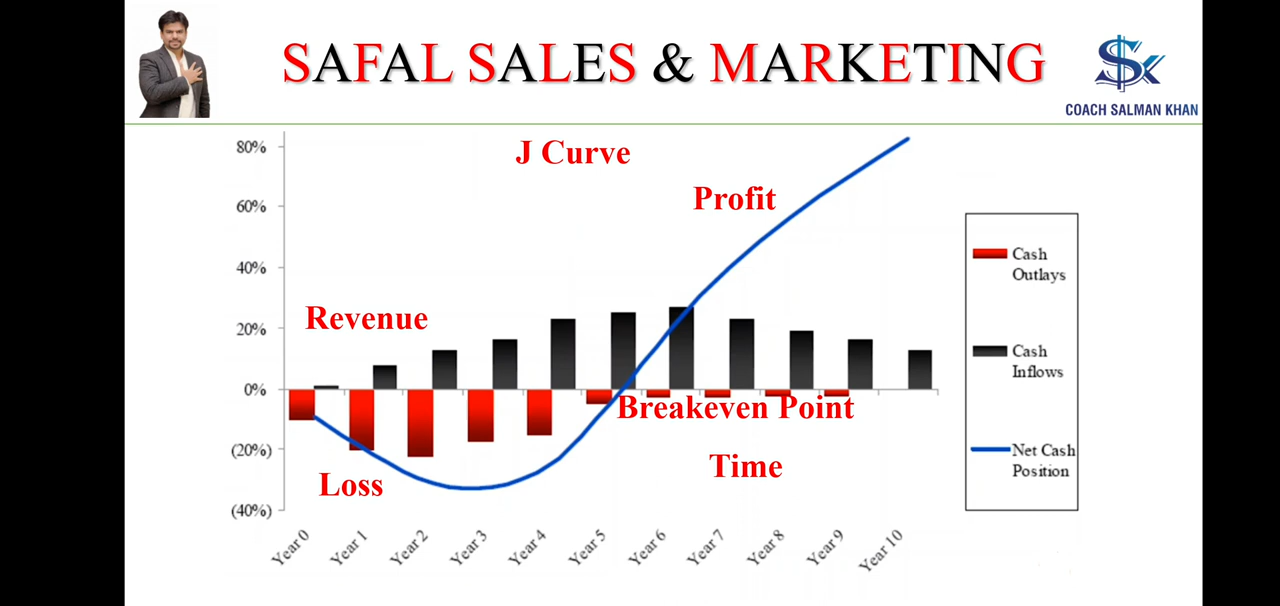 SAFAL SALES & MARKETING
COACH SALMAN KHAN
J Curve
Profit
Revenue
Loss
Breakeven Point
Time
80%
60%
40%
20%
0%
(20%)
(40%)
Year 0
Year 1
Year 2
Year 3
Year 4
Year 5
Year 6
Year 7
Year 8
Year 9
Year 10
Cash
Outlays
Cash
Inflows
Net Cash
Position